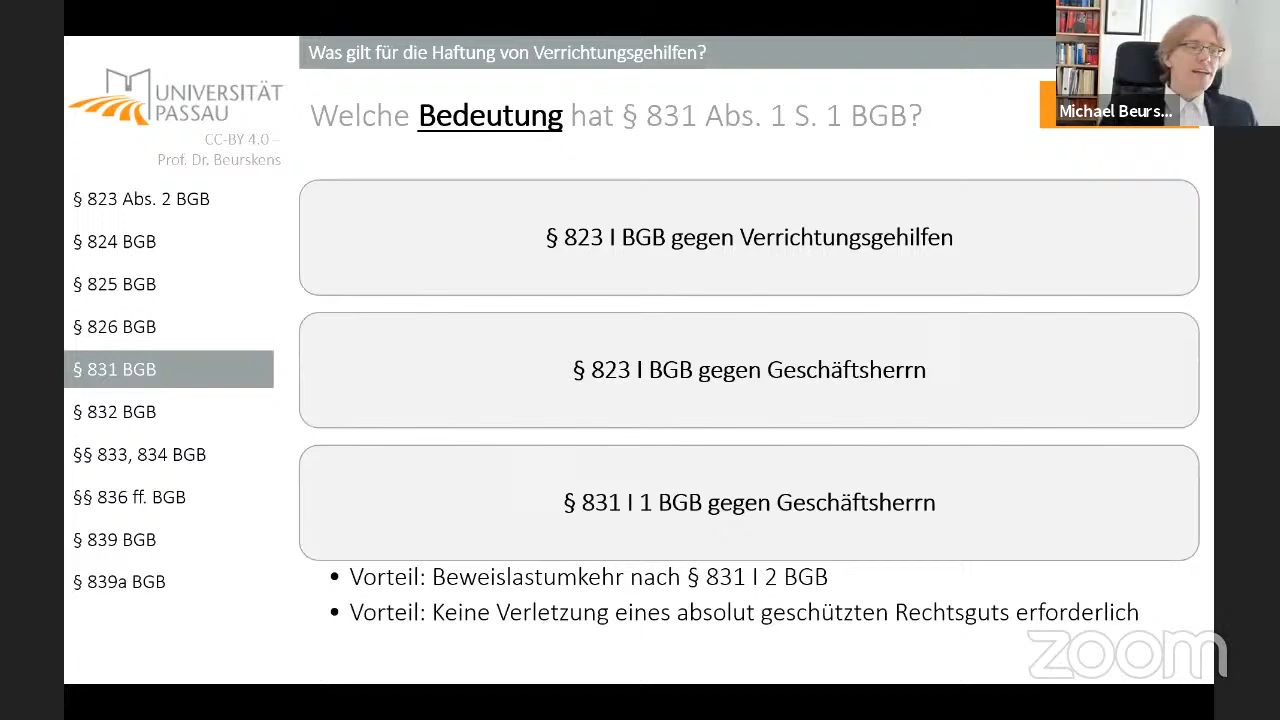 Was gilt für die Haftung von Verrichtungsgehilfen?
UNIVERSITÄT
PASSAU
CC-BY 4.0 –
Prof. Dr. Beurskens
Welche Bedeutung hat § 831 Abs. 1 S. 1 BGB?
Michael Beurs...
§ 823 Abs. 2 BGB
§ 824 BGB
§ 825 BGB
§ 826 BGB
§ 831 BGB
§ 832 BGB
§§ 833, 834 BGB
§§ 836 ff. BGB
§ 839 BGB
§ 839a BGB
§ 823 I BGB gegen Verrichtungsgehilfen
§ 823 I BGB gegen Geschäftsherrn
§ 831 I 1 BGB gegen Geschäftsherrn
• Vorteil: Beweislastumkehr nach § 831 I 2 BGB
• Vorteil: Keine Verletzung eines absolut geschützten Rechtsguts erforderlich
zoom